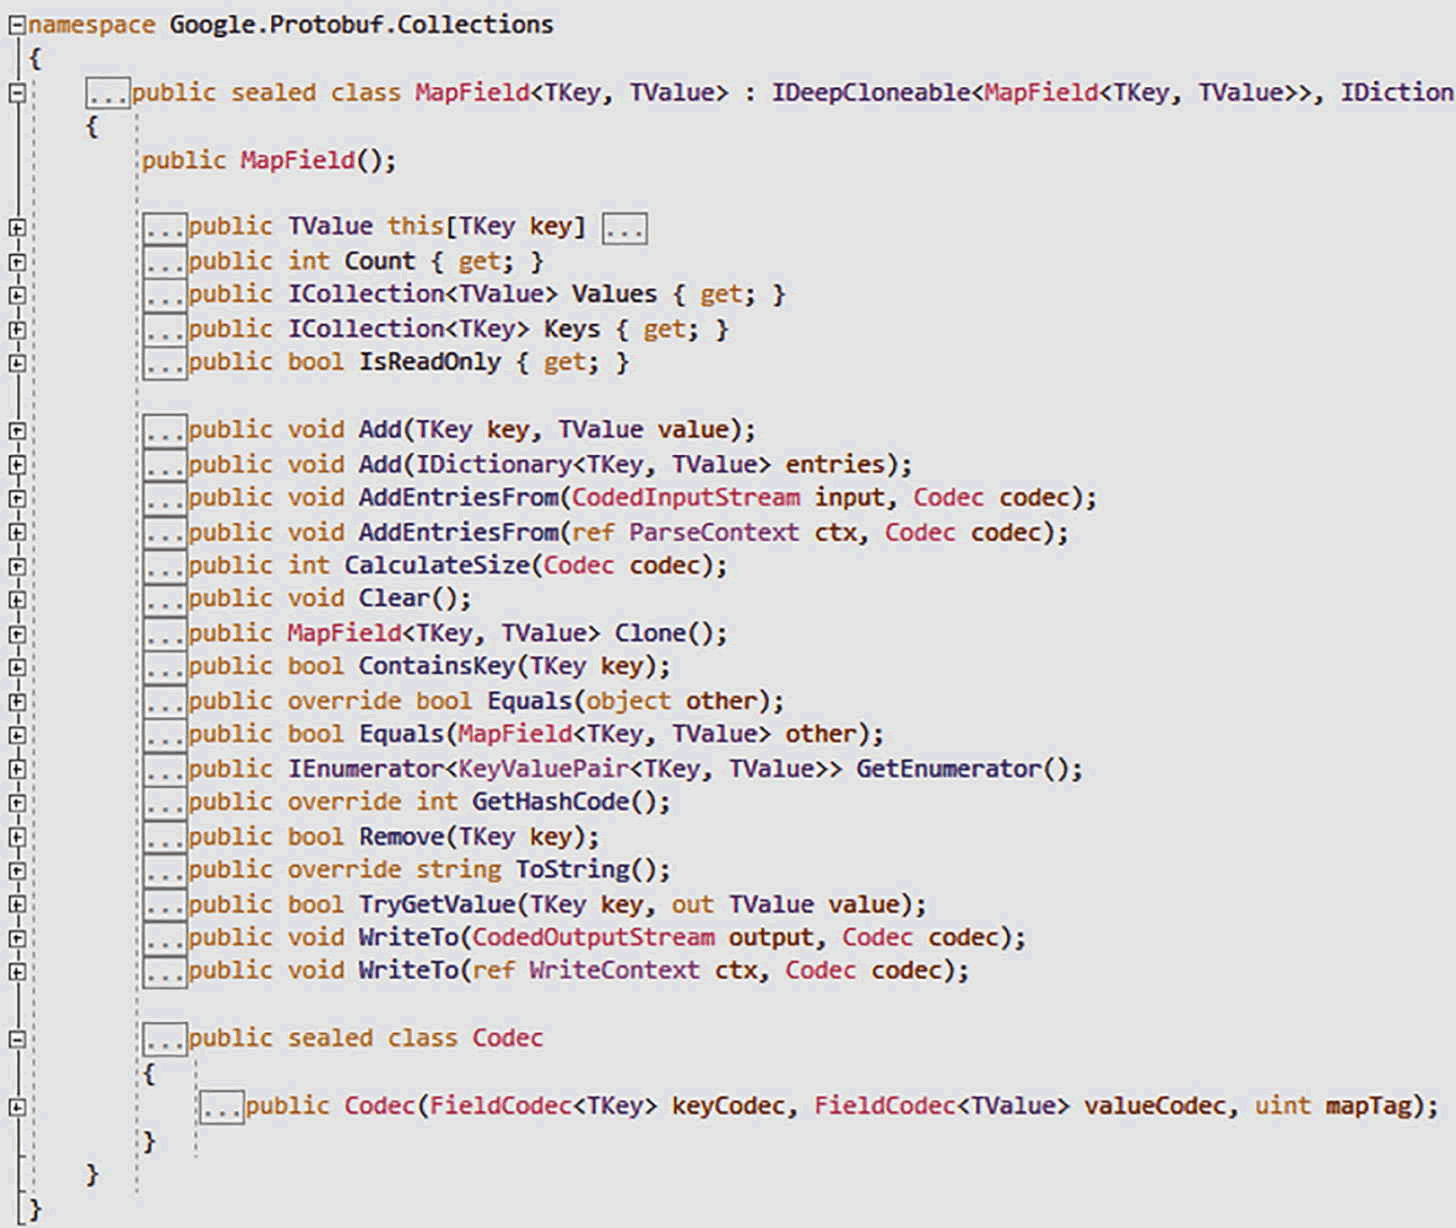 namespace Google.Protobuf.Collections
{
...public sealed class MapField<TKey, TValue> : IDeepCloneable<MapField<TKey, TValue>>, IDiction
{
public MapField();
...public TValue this[TKey key] ...
...public int Count { get; }
...public ICollection<TValue> Values { get; }
...public ICollection<TKey> Keys { get; }
...public bool IsReadOnly { get; }
...public void Add(TKey key, TValue value);
...public void Add(IDictionary<TKey, TValue> entries);
...public void AddEntriesFrom(CodedInputStream input, Codec codec);
...public void AddEntriesFrom(ref ParseContext ctx, Codec codec);
...public int CalculateSize(Codec codec);
...public void Clear();
...public MapField<TKey, TValue> Clone();
...public bool ContainsKey(TKey key);
...public override bool Equals(object other);
...public bool Equals(MapField<TKey, TValue> other);
...public IEnumerator<KeyValuePair<TKey, TValue>> GetEnumerator();
...public override int GetHashCode();
...public bool Remove(TKey key);
...public override string ToString();
...public bool TryGetValue(TKey key, out TValue value);
...public void WriteTo(CodedOutputStream output, Codec codec);
...public void WriteTo(ref WriteContext ctx, Codec codec);
...public sealed class Codec
{
...public Codec(FieldCodec<TKey> keyCodec, FieldCodec<TValue> valueCodec, uint mapTag);
}
}
}